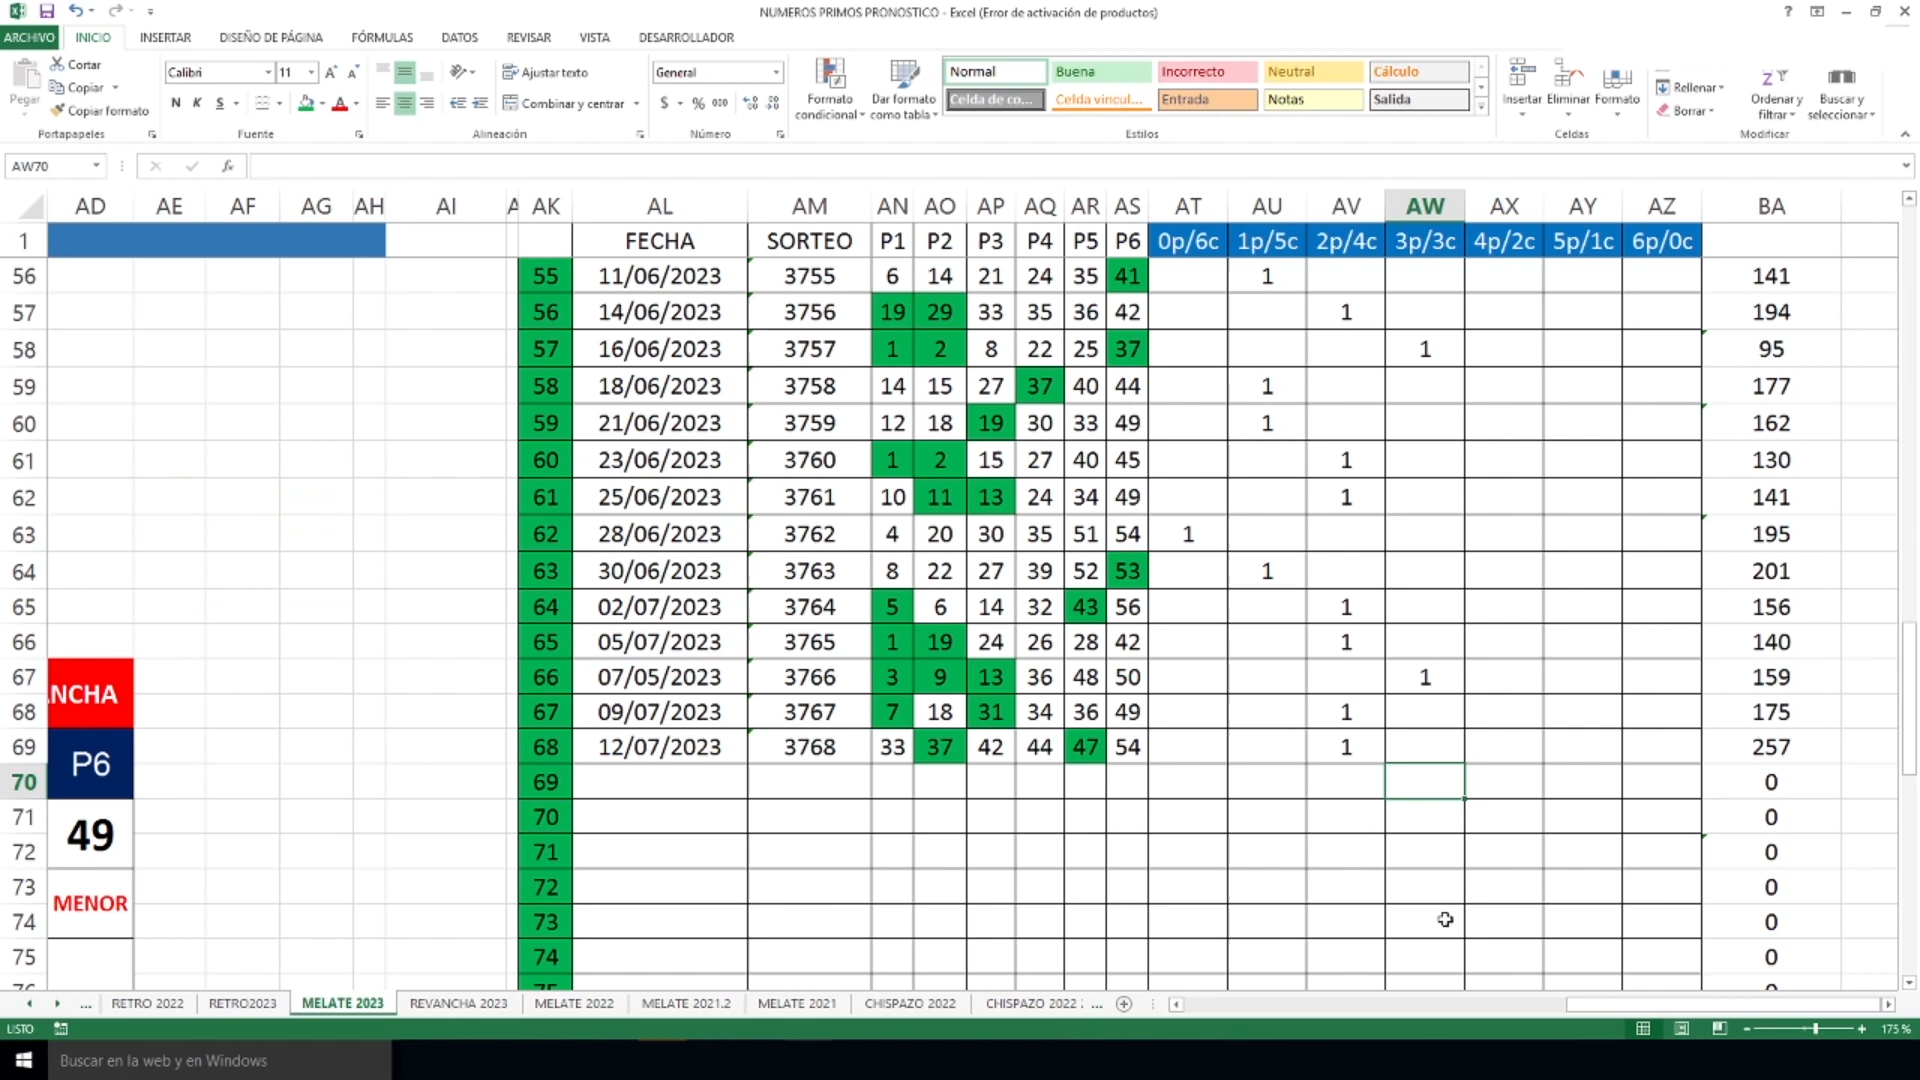 NUMEROS PRIMOS PRONOSTICO - Excel (Error de activación de productos)
ARCHIVO INICIO INSERTAR DISEÑO DE PÁGINA FÓRMULAS DATOS REVISAR VISTA DESARROLLADOR
Pegar
Cortar
Copiar
Copiar formato
Portapapeles
Calibri 11
N K S
Fuente
Ajustar texto
Combinar y centrar
Alineación
General
$ % 000
Número
Formato condicional
Dar formato como tabla
Normal Buena Incorrecto Neutral Cálculo
Celda de co... Celda vincul... Entrada Notas Salida
Estilos
Insertar Eliminar Formato
Celdas
Rellenar
Borrar
Ordenar y filtrar
Buscar y seleccionar
Modificar
AW70
AD AE AF AG AH AI AK AL AM AN AO AP AQ AR AS AT AU AV AW AX AY AZ BA
1 FECHA SORTEO P1 P2 P3 P4 P5 P6 0p/6c 1p/5c 2p/4c 3p/3c 4p/2c 5p/1c 6p/0c
56 55 11/06/2023 3755 6 14 21 24 35 41 1 141
57 56 14/06/2023 3756 19 29 33 35 36 42 1 194
58 57 16/06/2023 3757 1 2 8 22 25 37 1 95
59 58 18/06/2023 3758 14 15 27 37 40 44 1 177
60 59 21/06/2023 3759 12 18 19 30 33 49 1 162
61 60 23/06/2023 3760 1 2 15 27 40 45 1 130
62 61 25/06/2023 3761 10 11 13 24 34 49 1 141
63 62 28/06/2023 3762 4 20 30 35 51 54 1 195
64 63 30/06/2023 3763 8 22 27 39 52 53 1 201
65 64 02/07/2023 3764 5 6 14 32 43 56 1 156
66 65 05/07/2023 3765 1 19 24 26 28 42 1 140
67 NCHA 66 07/05/2023 3766 3 9 13 36 48 50 1 159
68 67 09/07/2023 3767 7 18 31 34 36 49 1 175
69 P6 68 12/07/2023 3768 33 37 42 44 47 54 1 257
70 69 0
71 49 70 0
72 71 0
73 MENOR 72 0
74 73 0
75 74 0
... RETRO 2022 RETRO2023 MELATE 2023 REVANCHA 2023 MELATE 2022 MELATE 2021.2 MELATE 2021 CHISPAZO 2022 CHISPAZO 2022 ...
LISTO 175 %
Buscar en la web y en Windows